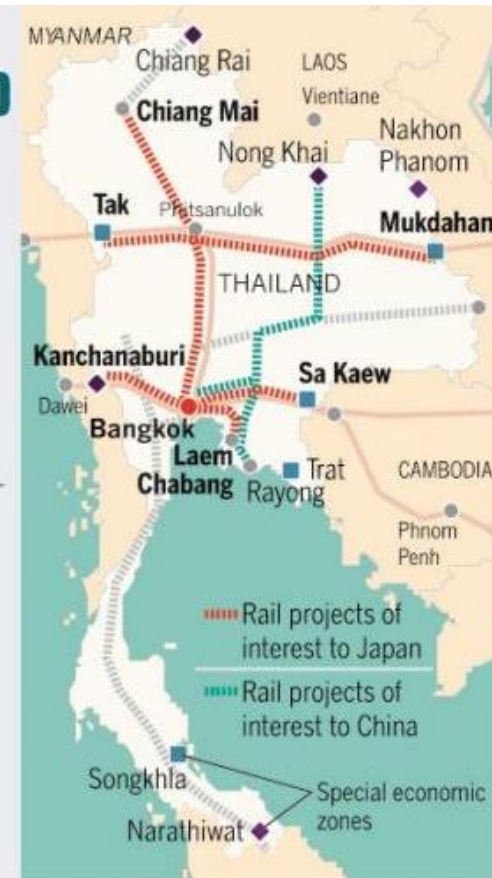 MYANMAR
Chiang Rai
LAOS
Vientiane
Chiang Mai
Nong Khai
Nakhon
Phanom
Tak
Phitsanulok
Mukdahan
THAILAND
Kanchanaburi
Sa Kaew
Dawei
Bangkok
Laem
Chabang
Rayong
Trat
CAMBODIA
Phnom
Penh
Rail projects of
interest to Japan
Rail projects of
interest to China
Songkhla
Special economic
zones
Narathiwat